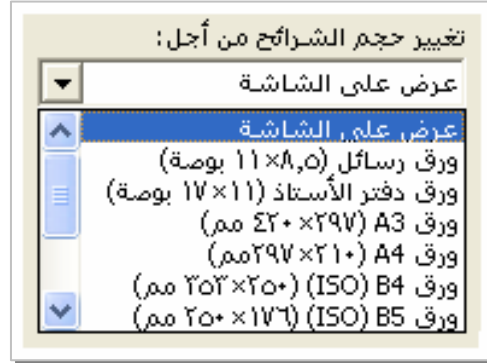 تغيير حجم الشرائح من أجل:
عرض على الشاشة
عرض على الشاشة
ورق رسائل (٨,٥×١١ بوصة)
ورق دفتر الأستاذ (١١×١٧ بوصة)
ورق A3 (٢٩٧×٤٢٠ مم)
ورق A4 (٢١٠×٢٩٧مم)
ورق B4 (ISO) (٢٥٠×٣٥٣ مم)
ورق B5 (ISO) (١٧٦×٢٥٠ مم)